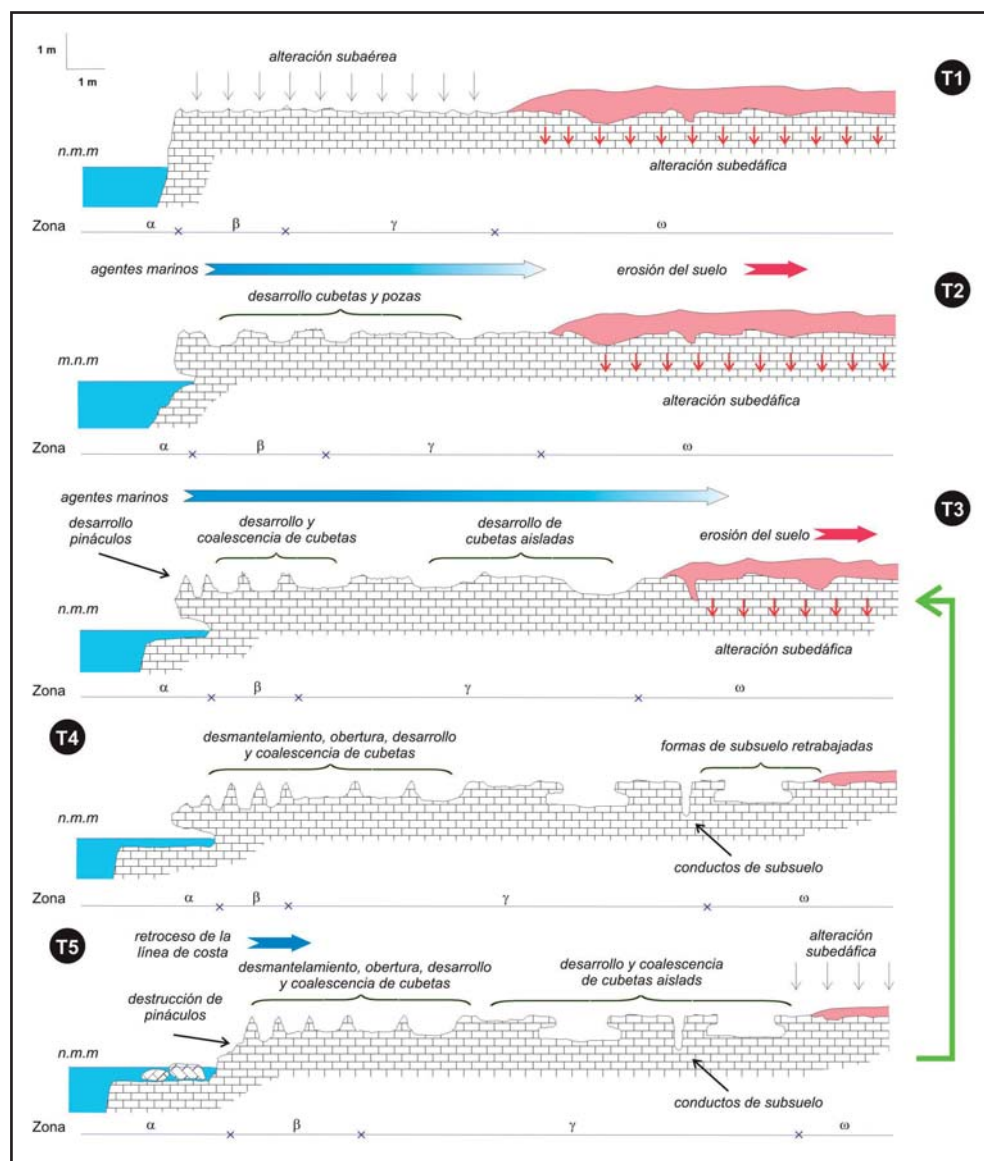 1 m
1 m
alteración subaérea
T1
n.m.m
alteración subedáfica
Zona α β γ ω
agentes marinos
erosión del suelo
T2
desarrollo cubetas y pozas
m.n.m
alteración subedáfica
Zona α β γ ω
agentes marinos
T3
desarrollo
pináculos
desarrollo y
coalescencia de cubetas
desarrollo de
cubetas aisladas
erosión del suelo
n.m.m
alteración subedáfica
Zona α β γ ω
T4
desmantelamiento, obertura, desarrollo
y coalescencia de cubetas
formas de subsuelo retrabajadas
n.m.m
conductos de subsuelo
Zona α β γ ω
T5
retroceso de la
línea de costa
alteración
subedáfica
desmantelamiento, obertura, desarrollo
y coalescencia de cubetas
desarrollo y coalescencia
de cubetas aislads
destrucción de
pináculos
n.m.m
conductos de subsuelo
Zona α β γ ω